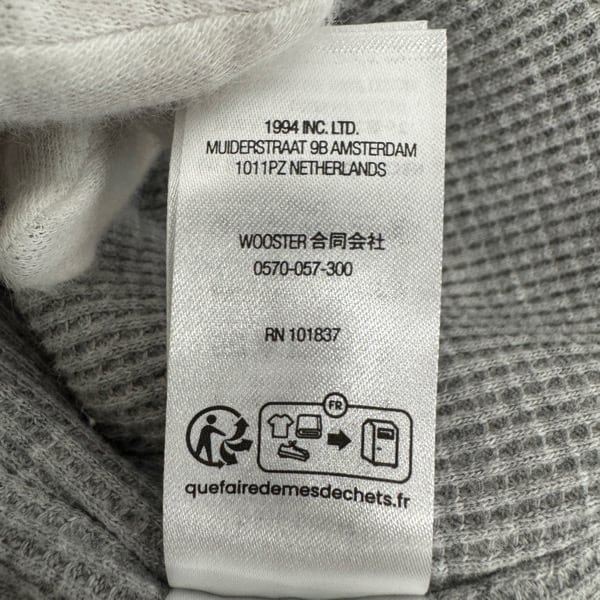 1994 INC. LTD.
MUIDERSTRAAT 9B AMSTERDAM
1011PZ NETHERLANDS
WOOSTER 合同会社
0570-057-300
RN 101837
FR
quefairedemesdechets.fr